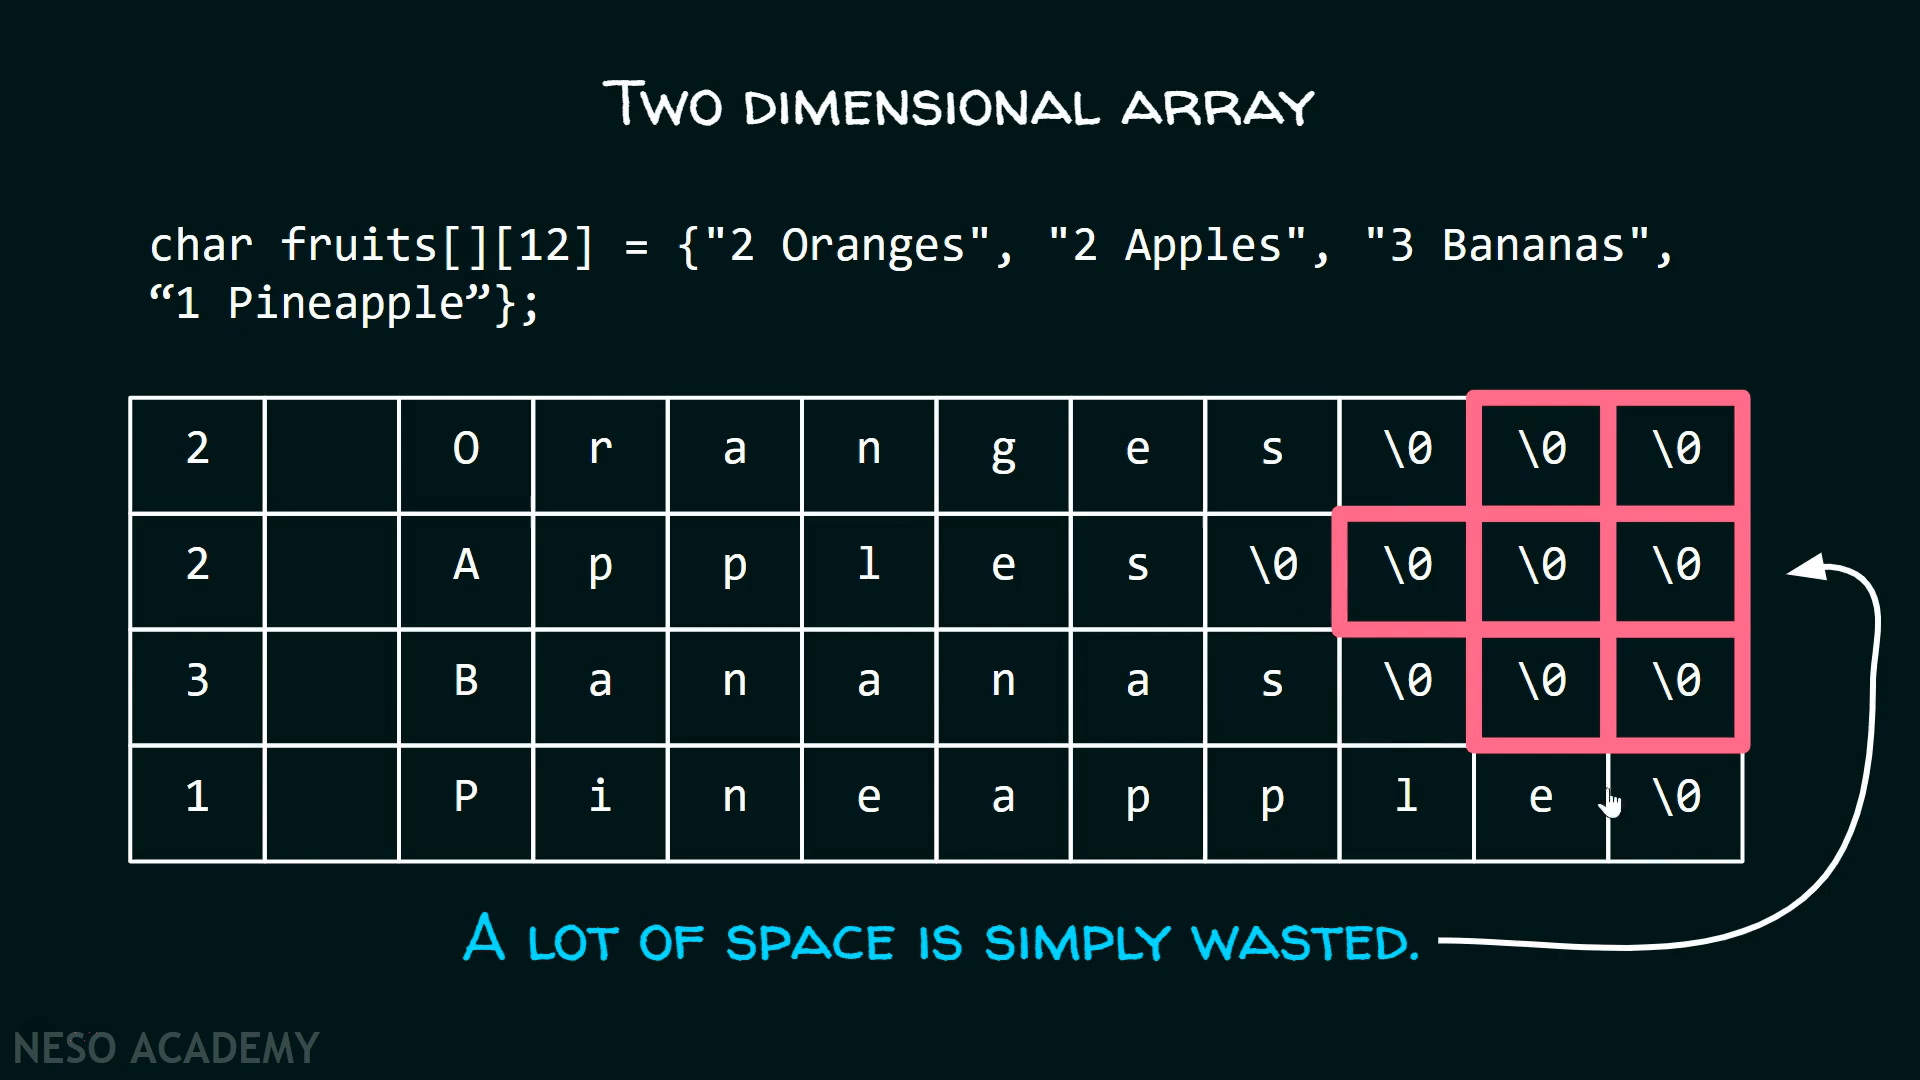 Two dimensional array
char fruits[][12] = {"2 Oranges", "2 Apples", "3 Bananas",
“1 Pineapple”};
2 O r a n g e s \0 \0 \0
2 A p p l e s \0 \0 \0 \0
3 B a n a n a s \0 \0 \0
1 P i n e a p p l e \0
A lot of space is simply wasted.
NESO ACADEMY